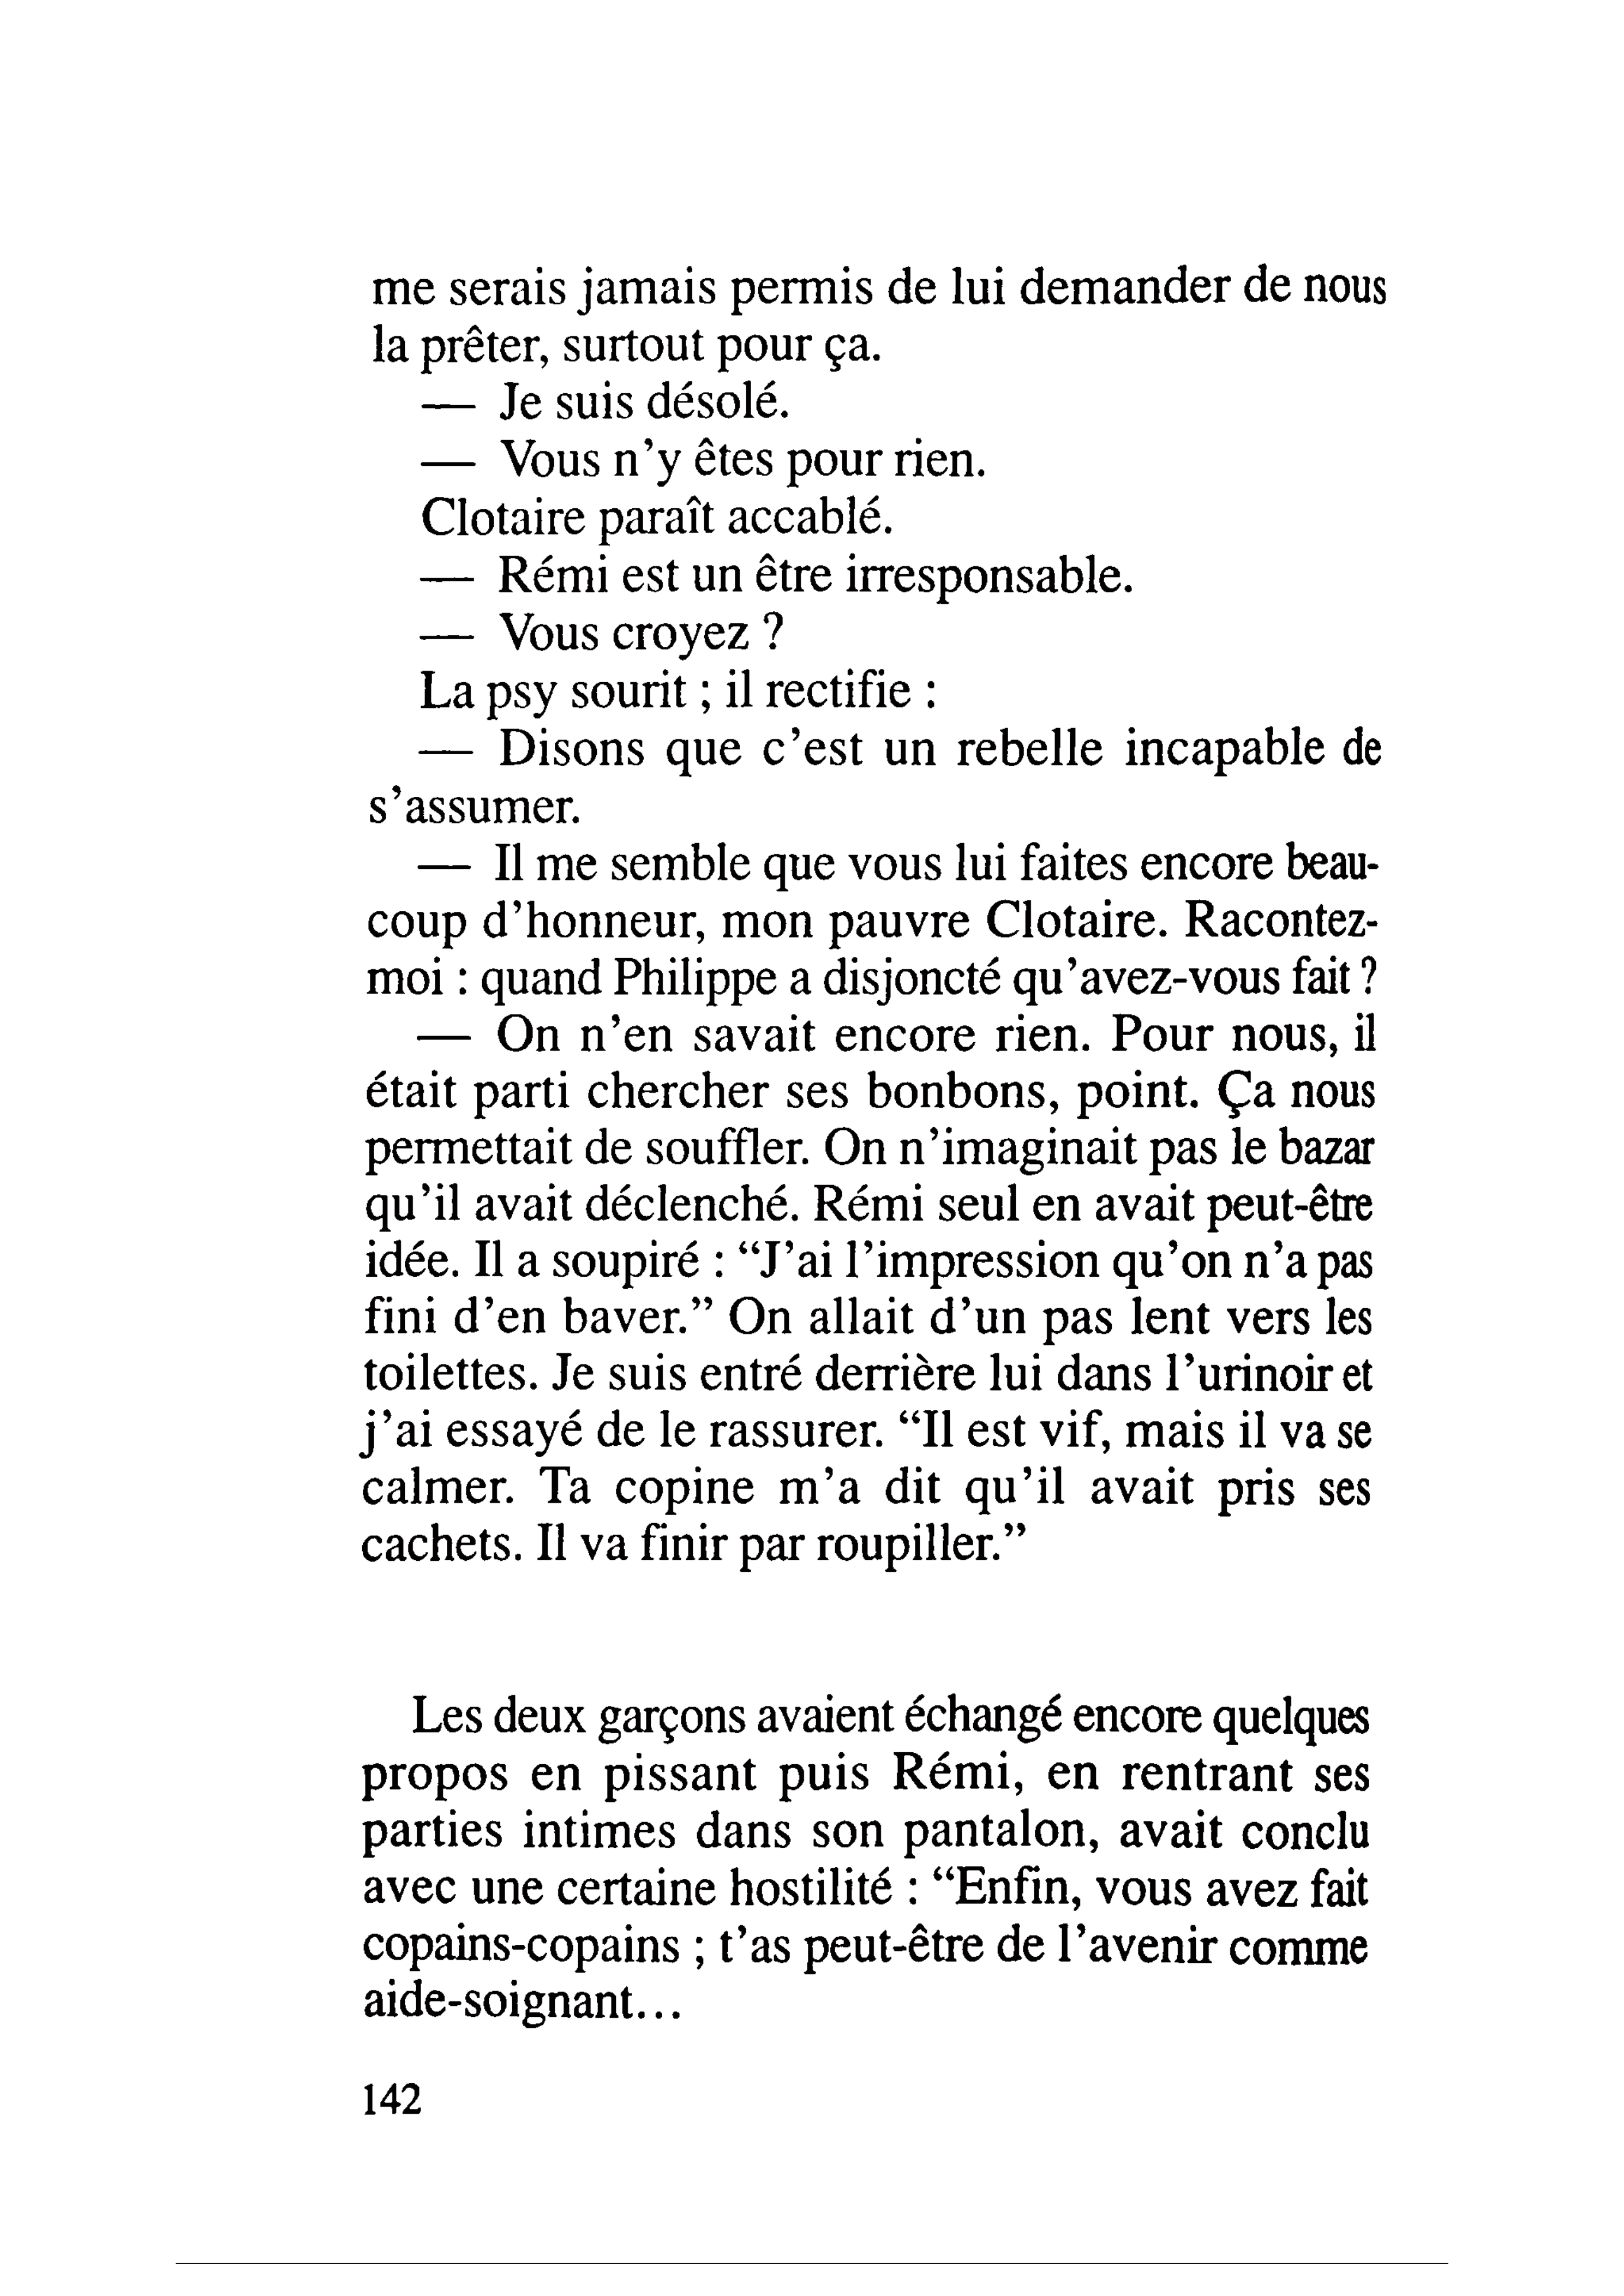 me serais jamais permis de lui demander de nous
la prêter, surtout pour ça.
— Je suis désolé.
— Vous n’y êtes pour rien.
Clotaire paraît accablé.
— Rémi est un être irresponsable.
— Vous croyez ?
La psy sourit ; il rectifie :
— Disons que c’est un rebelle incapable de
s’assumer.
— Il me semble que vous lui faites encore beau-
coup d’honneur, mon pauvre Clotaire. Racontez-
moi : quand Philippe a disjoncté qu’avez-vous fait ?
— On n’en savait encore rien. Pour nous, il
était parti chercher ses bonbons, point. Ça nous
permettait de souffler. On n’imaginait pas le bazar
qu’il avait déclenché. Rémi seul en avait peut-être
idée. Il a soupiré : “J’ai l’impression qu’on n’a pas
fini d’en baver.” On allait d’un pas lent vers les
toilettes. Je suis entré derrière lui dans l’urinoir et
j’ai essayé de le rassurer. “Il est vif, mais il va se
calmer. Ta copine m’a dit qu’il avait pris ses
cachets. Il va finir par roupiller.”
Les deux garçons avaient échangé encore quelques
propos en pissant puis Rémi, en rentrant ses
parties intimes dans son pantalon, avait conclu
avec une certaine hostilité : “Enfin, vous avez fait
copains-copains ; t’as peut-être de l’avenir comme
aide-soignant...
142